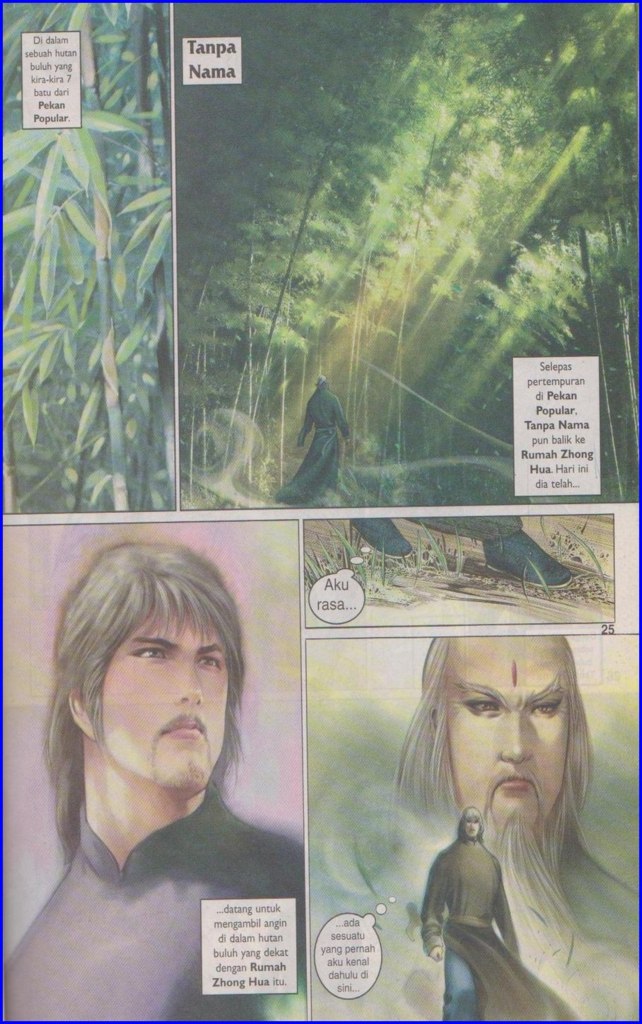 Di dalam
sebuah hutan
buluh yang
kira-kira 7
batu dari
Pekan
Popular.
Tanpa
Nama
Selepas
pertempuran
di Pekan
Popular,
Tanpa Nama
pun balik ke
Rumah Zhong
Hua. Hari ini
dia telah...
...datang untuk
mengambil angin
di dalam hutan
buluh yang dekat
dengan Rumah
Zhong Hua itu.
Aku
rasa...
25
...ada
sesuatu
yang pernah
aku kenal
dahulu di
sini...